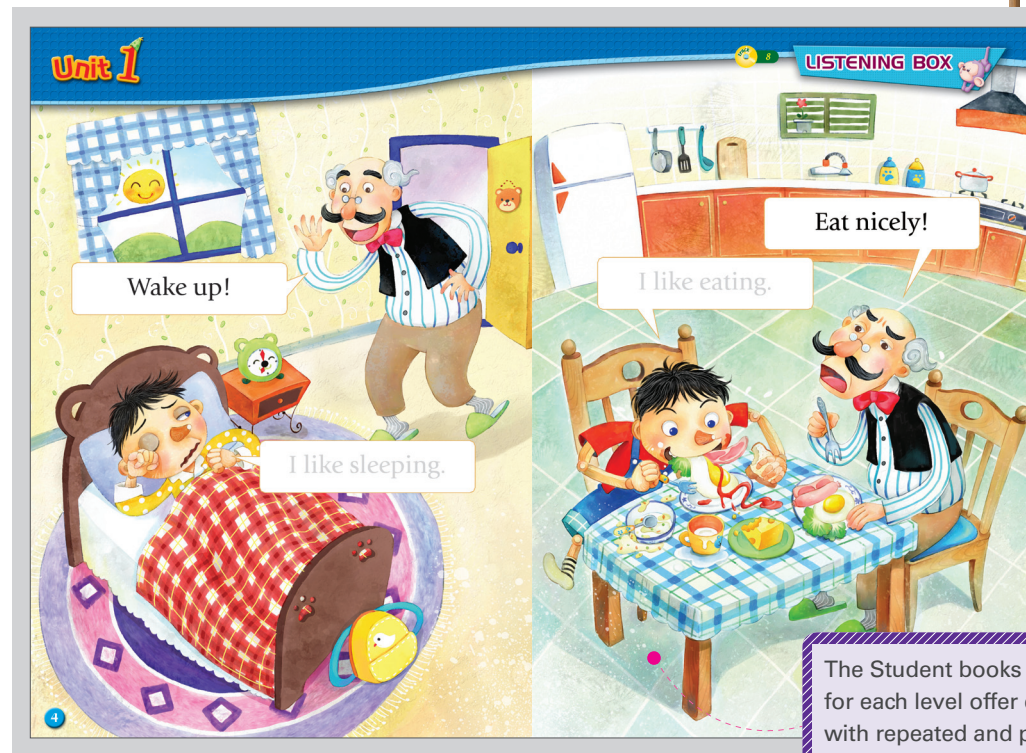 Unit 1
8
LISTENING BOX
Wake up!
I like sleeping.
Eat nicely!
I like eating.
4
The Student books
for each level offer
with repeated and